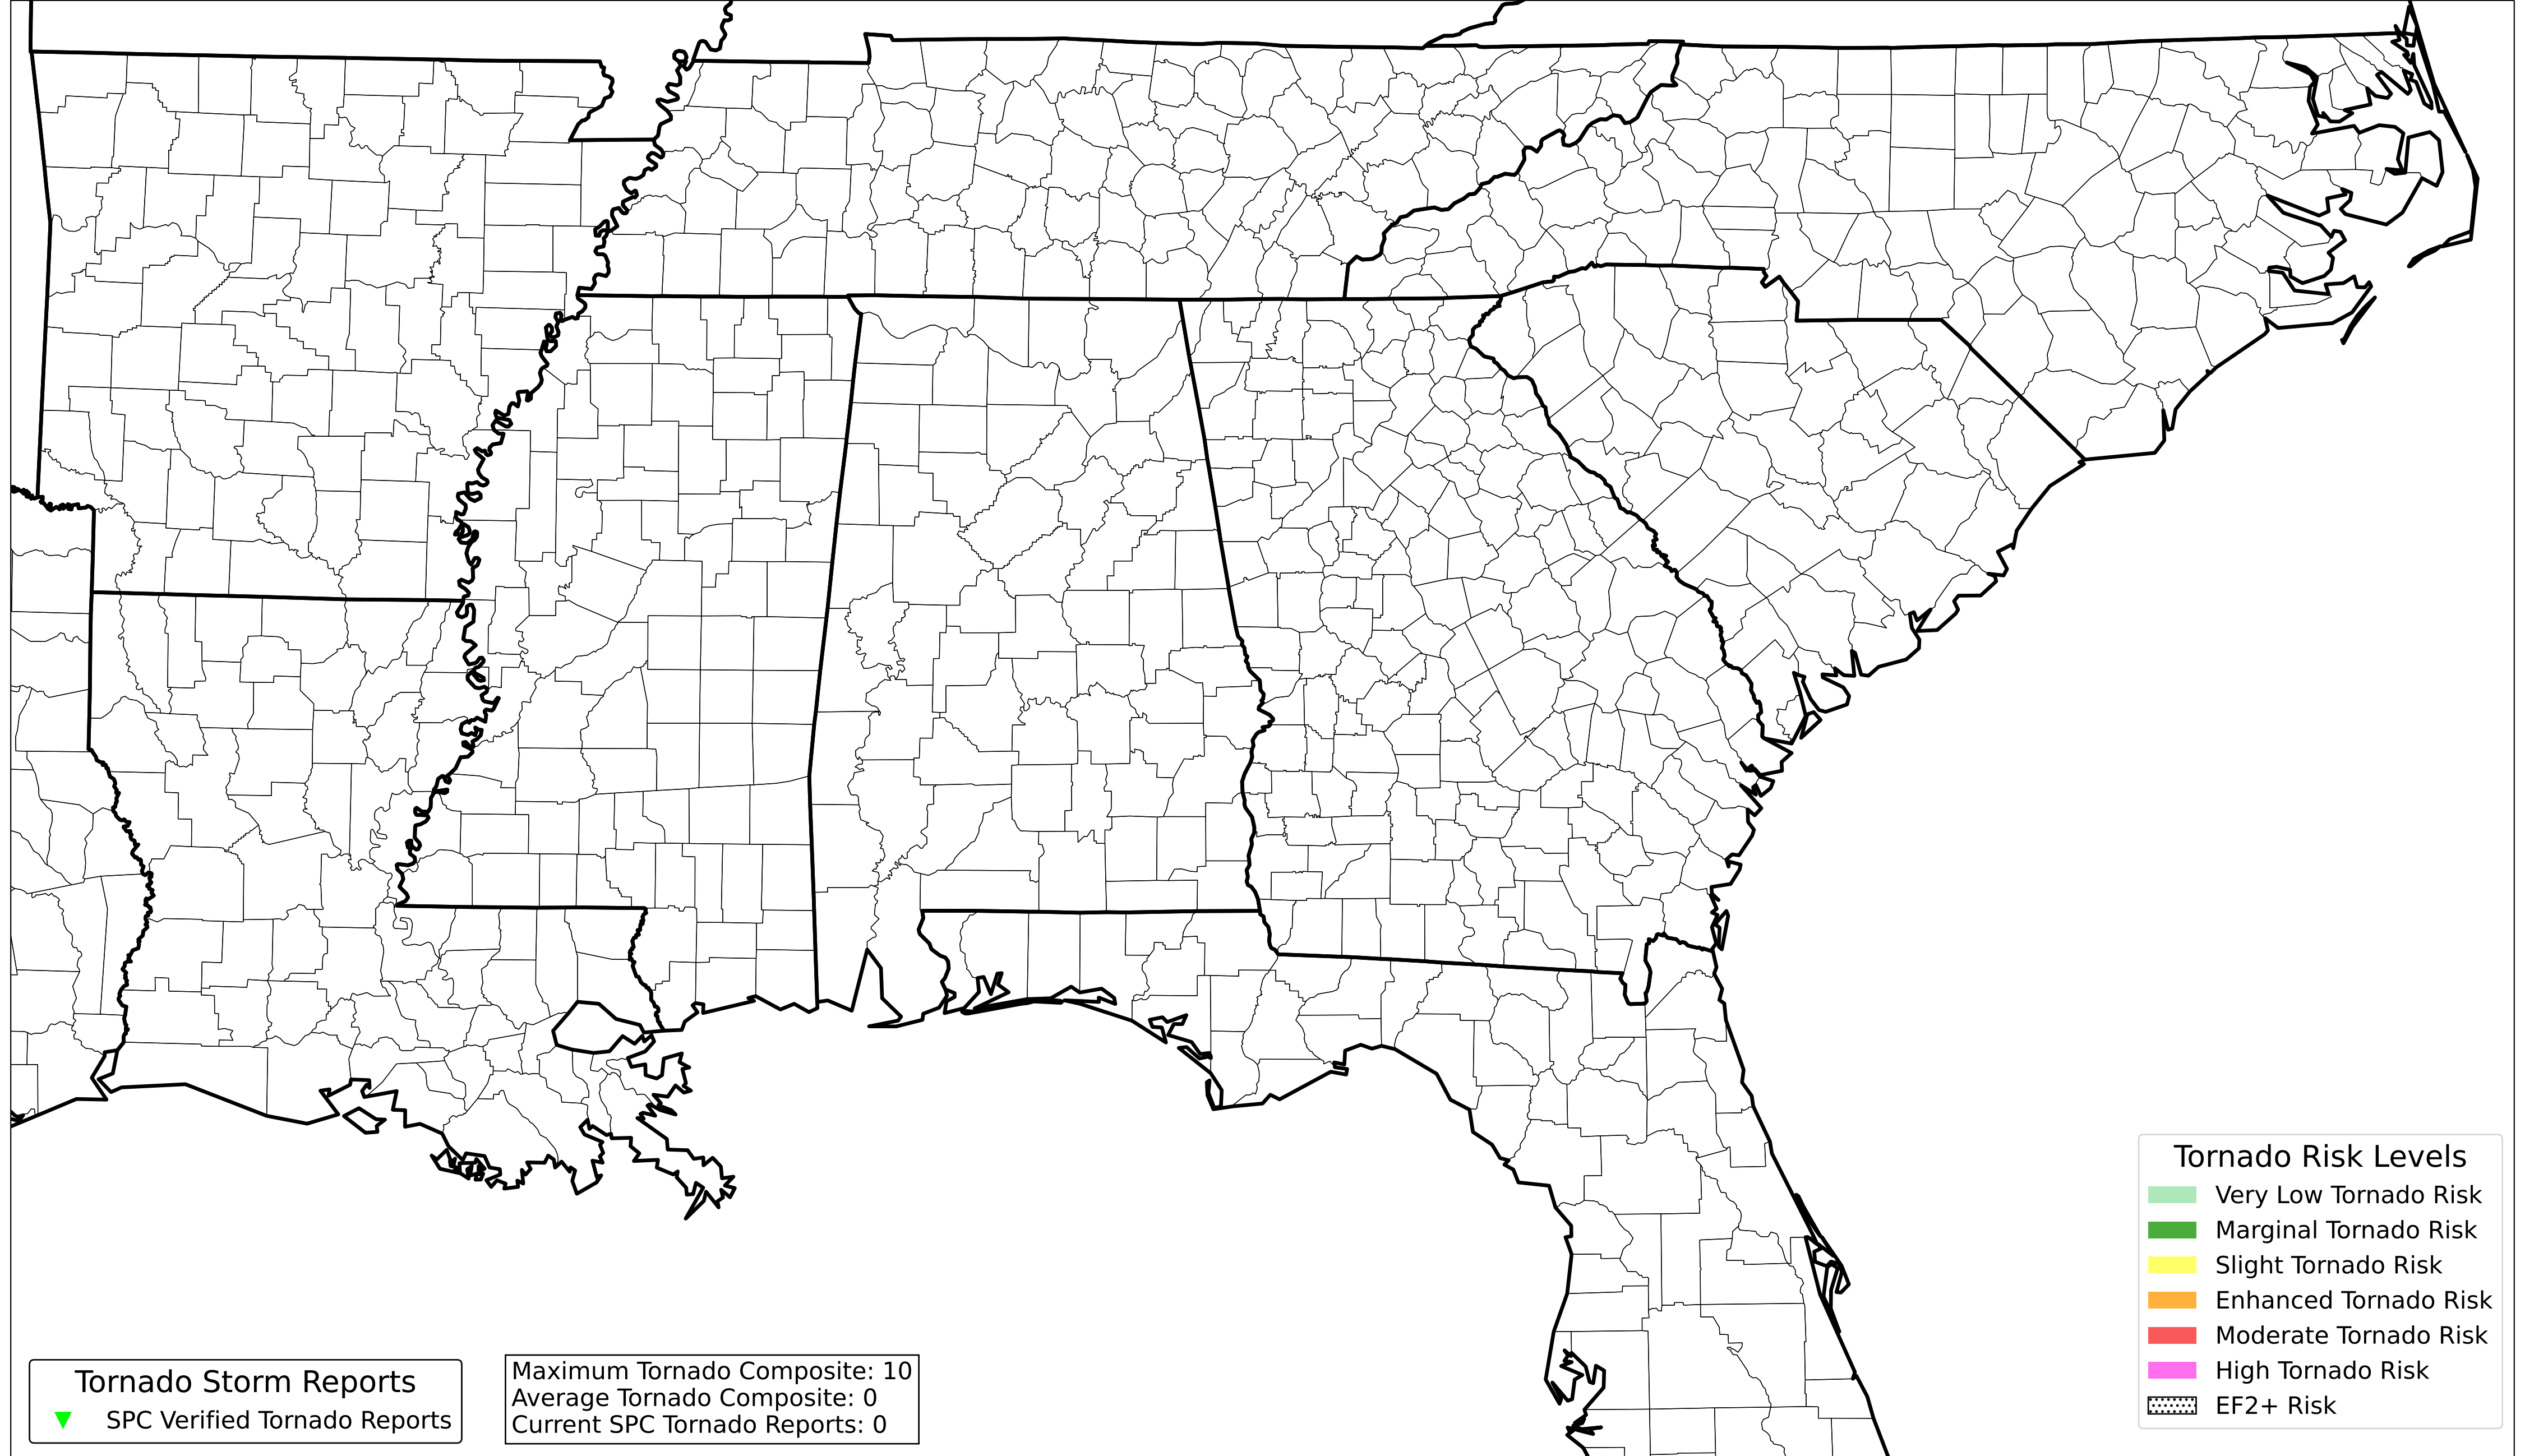 Tornado Storm Reports
SPC Verified Tornado Reports
Maximum Tornado Composite: 10
Average Tornado Composite: 0
Current SPC Tornado Reports: 0
Tornado Risk Levels
Very Low Tornado Risk
Marginal Tornado Risk
Slight Tornado Risk
Enhanced Tornado Risk
Moderate Tornado Risk
High Tornado Risk
EF2+ Risk